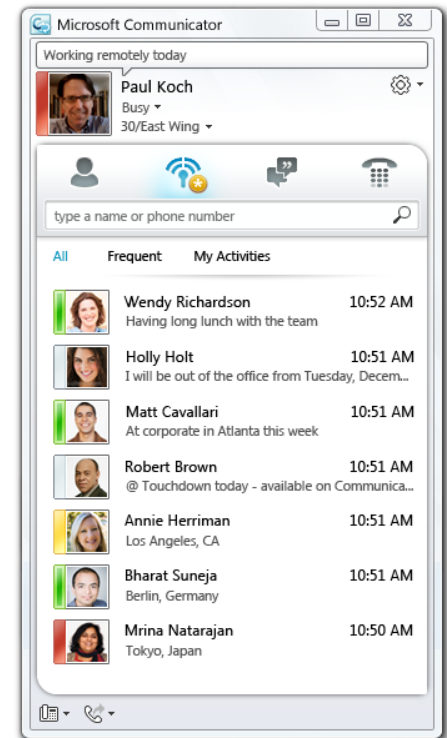 Microsoft Communicator
Working remotely today
Paul Koch
Busy
30/East Wing
type a name or phone number
All Frequent My Activities
Wendy Richardson 10:52 AM
Having long lunch with the team
Holly Holt 10:51 AM
I will be out of the office from Tuesday, Decem...
Matt Cavallari 10:51 AM
At corporate in Atlanta this week
Robert Brown 10:51 AM
@ Touchdown today - available on Communica...
Annie Herriman 10:51 AM
Los Angeles, CA
Bharat Suneja 10:51 AM
Berlin, Germany
Mrina Natarajan 10:50 AM
Tokyo, Japan